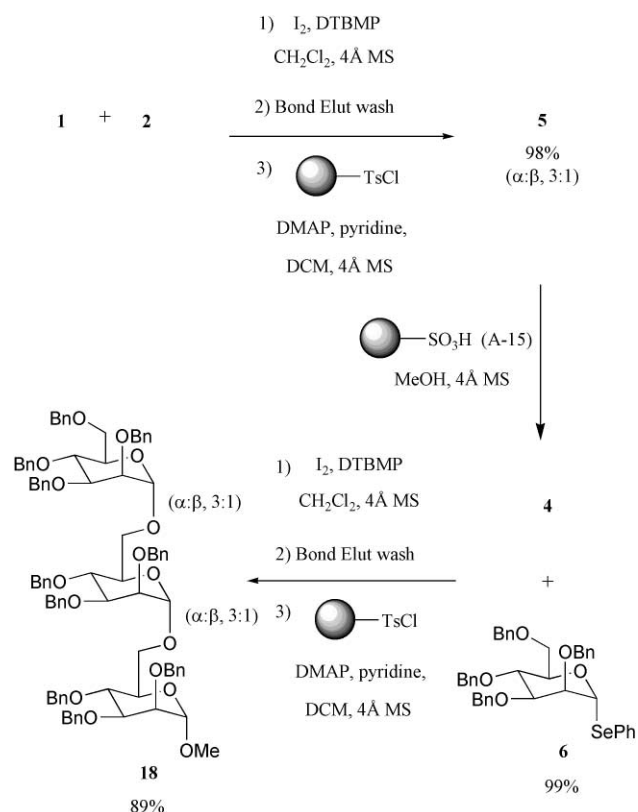 1) I₂, DTBMP
CH₂Cl₂, 4Å MS
1 + 2
2) Bond Elut wash
5
98%
(α:β, 3:1)
3)
TsCl
DMAP, pyridine,
DCM, 4Å MS
SO₃H (A-15)
MeOH, 4Å MS
BnO
OBn
BnO
O
BnO
(α:β, 3:1)
O
OBn
BnO
O
BnO
(α:β, 3:1)
O
OBn
BnO
O
BnO
OMe
18
89%
1) I₂, DTBMP
CH₂Cl₂, 4Å MS
4
2) Bond Elut wash
+
3)
TsCl
DMAP, pyridine,
DCM, 4Å MS
BnO
OBn
BnO
O
BnO
SePh
6
99%